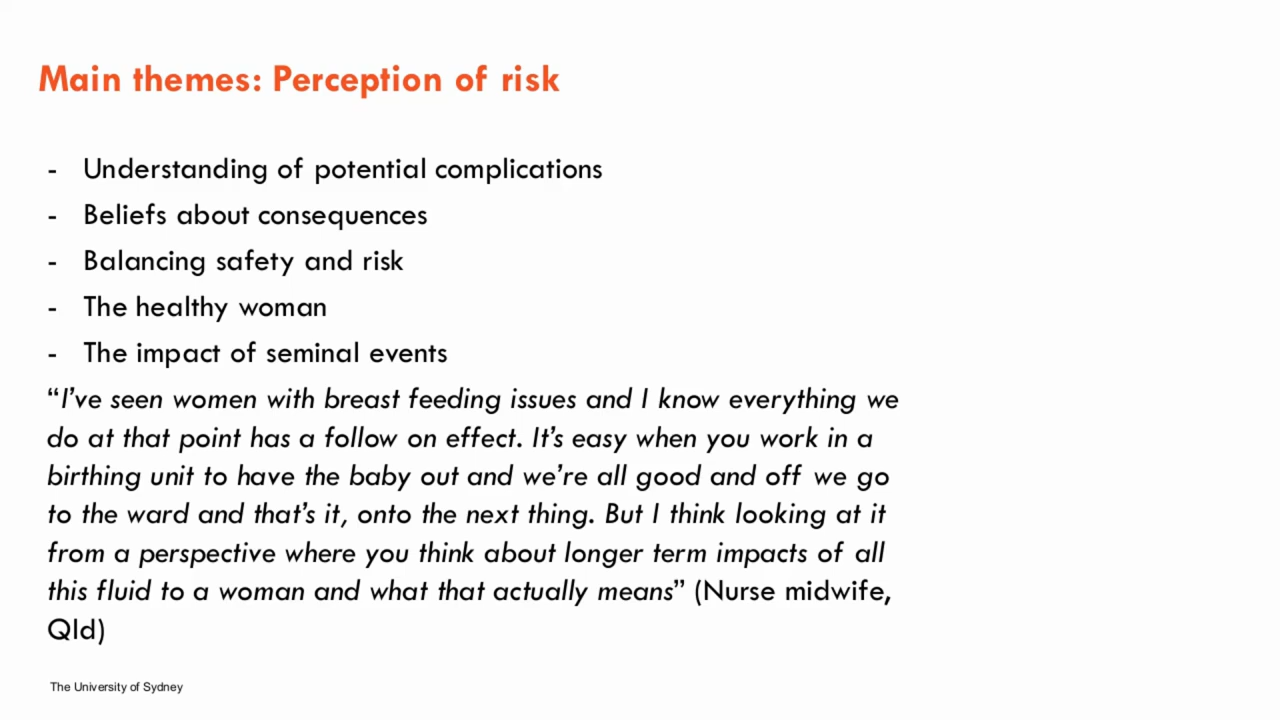 Main themes: Perception of risk
- Understanding of potential complications
- Beliefs about consequences
- Balancing safety and risk
- The healthy woman
- The impact of seminal events
“I’ve seen women with breast feeding issues and I know everything we
do at that point has a follow on effect. It’s easy when you work in a
birthing unit to have the baby out and we’re all good and off we go
to the ward and that’s it, onto the next thing. But I think looking at it
from a perspective where you think about longer term impacts of all
this fluid to a woman and what that actually means” (Nurse midwife,
Qld)
The University of Sydney